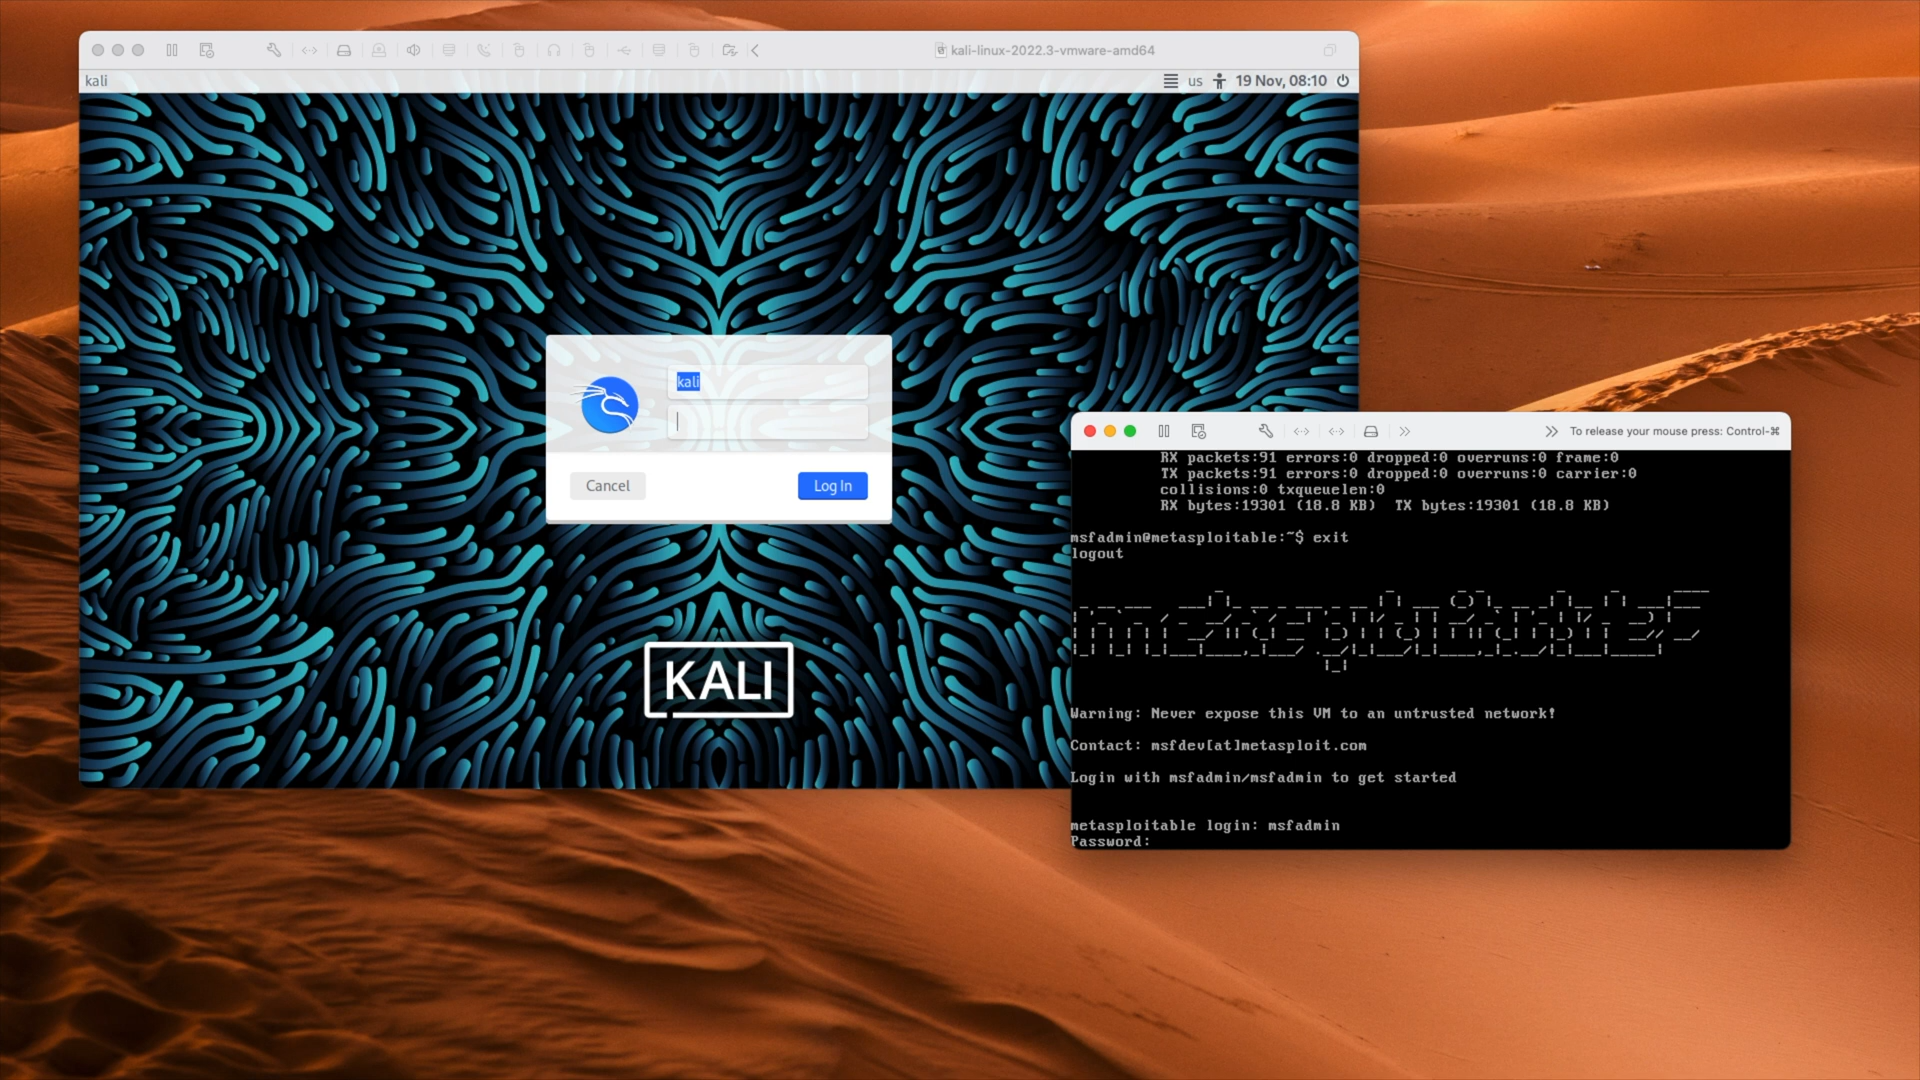 kali-linux-2022.3-vmware-amd64
kali
us
19 Nov, 08:10
kali
Cancel
Log In
KALI
To release your mouse press: Control-⌘
RX packets:91 errors:0 dropped:0 overruns:0 frame:0
TX packets:91 errors:0 dropped:0 overruns:0 carrier:0
collisions:0 txqueuelen:0
RX bytes:19301 (18.8 KB)  TX bytes:19301 (18.8 KB)
msfadmin@metasploitable:~$ exit
logout
metasploitable2
Warning: Never expose this VM to an untrusted network!
Contact: msfdev[at]metasploit.com
Login with msfadmin/msfadmin to get started
metasploitable login: msfadmin
Password: